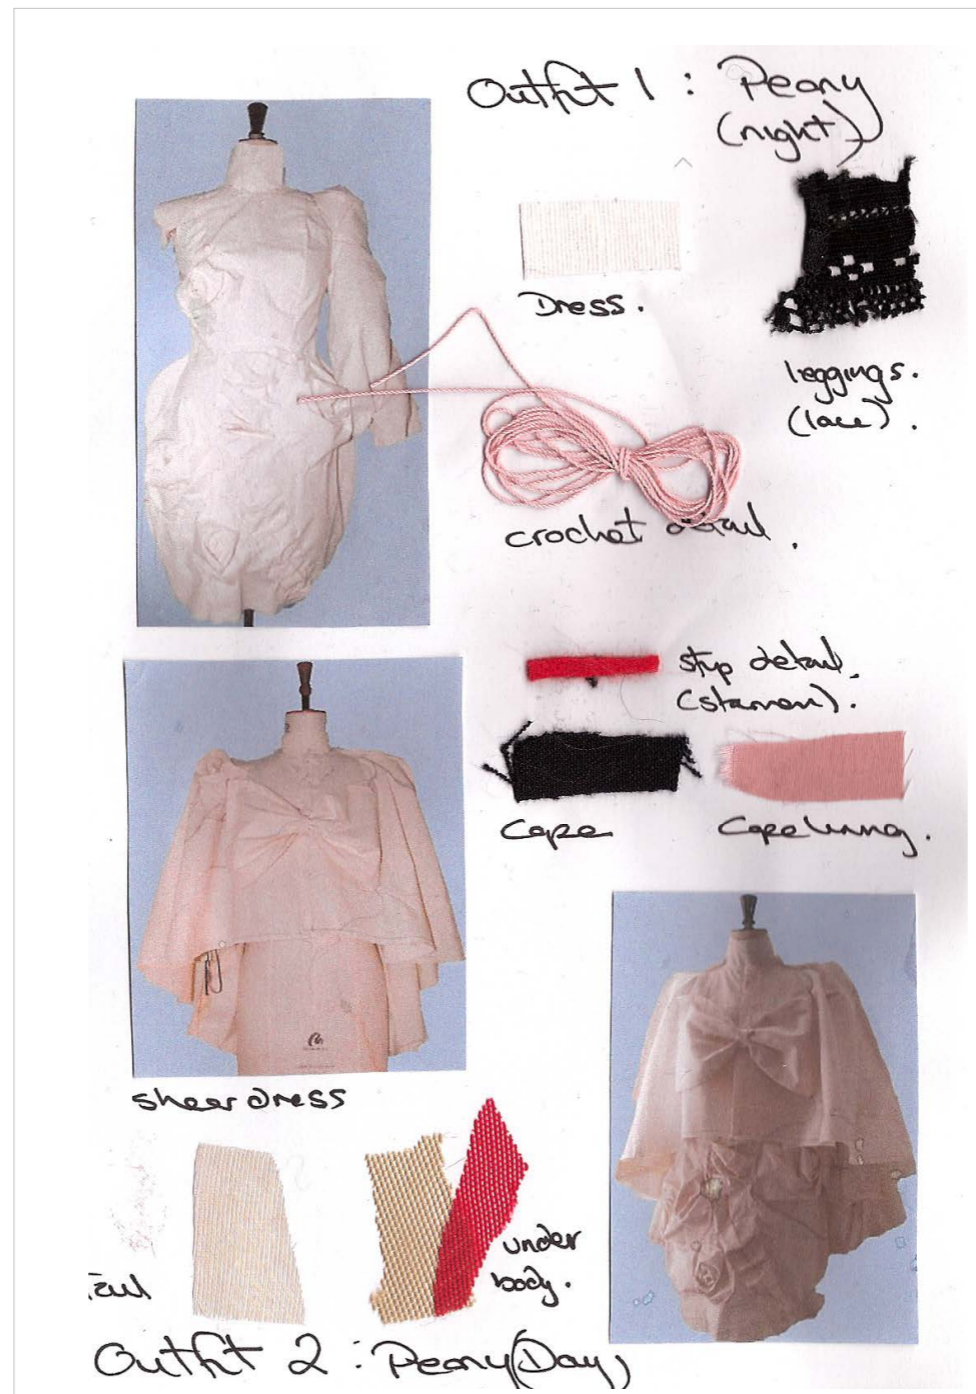 Outfit 1 : Peony
(night)
Dress.
leggings.
(lace).
crochet detail.
strip detail.
(stamen).
Cape
Cape lining.
sheer dress
under
body.
Outfit 2 : Peony (Day)